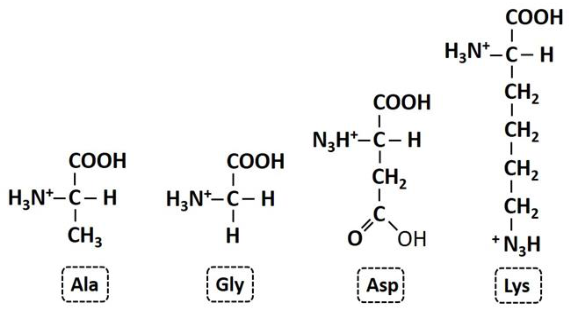 COOH
H₃N⁺–C–H
CH₃
Ala
COOH
H₃N⁺–C–H
H
Gly
COOH
N₃H⁺–C–H
CH₂
C
O OH
Asp
COOH
H₃N⁺–C–H
CH₂
CH₂
CH₂
CH₂
⁺N₃H
Lys